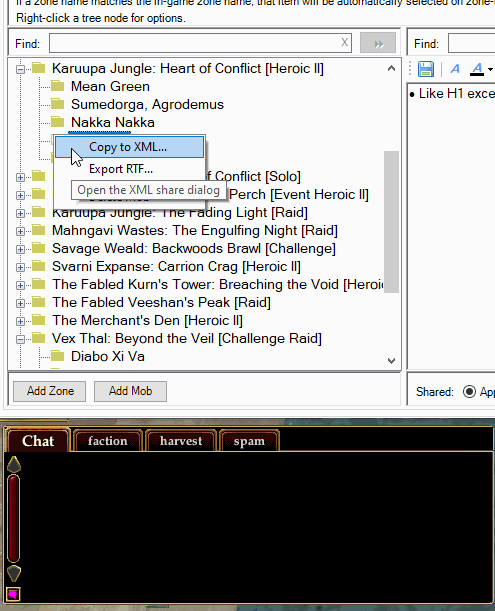 If a zone name matches the in-game zone name, that item will be automatically selected on zone-
Right-click a tree node for options.
Find:
X
Find:
A
A
Karuupa Jungle: Heart of Conflict [Heroic II]
• Like H1 exce
Mean Green
Sumedorga, Agrodemus
Nakka Nakka
Copy to XML...
Export RTF...
of Conflict [Solo]
Open the XML share dialog
Perch [Event Heroic II]
Karuupa Jungle: The Fading Light [Raid]
Mahngavi Wastes: The Engulfing Night [Raid]
Savage Weald: Backwoods Brawl [Challenge]
Svarni Expanse: Carrion Crag [Heroic II]
The Fabled Kurn's Tower: Breaching the Void [Heroi
The Fabled Veeshan's Peak [Raid]
The Merchant's Den [Heroic II]
Vex Thal: Beyond the Veil [Challenge Raid]
Diabo Xi Va
Add Zone
Add Mob
Shared:
App
Chat
faction
harvest
spam